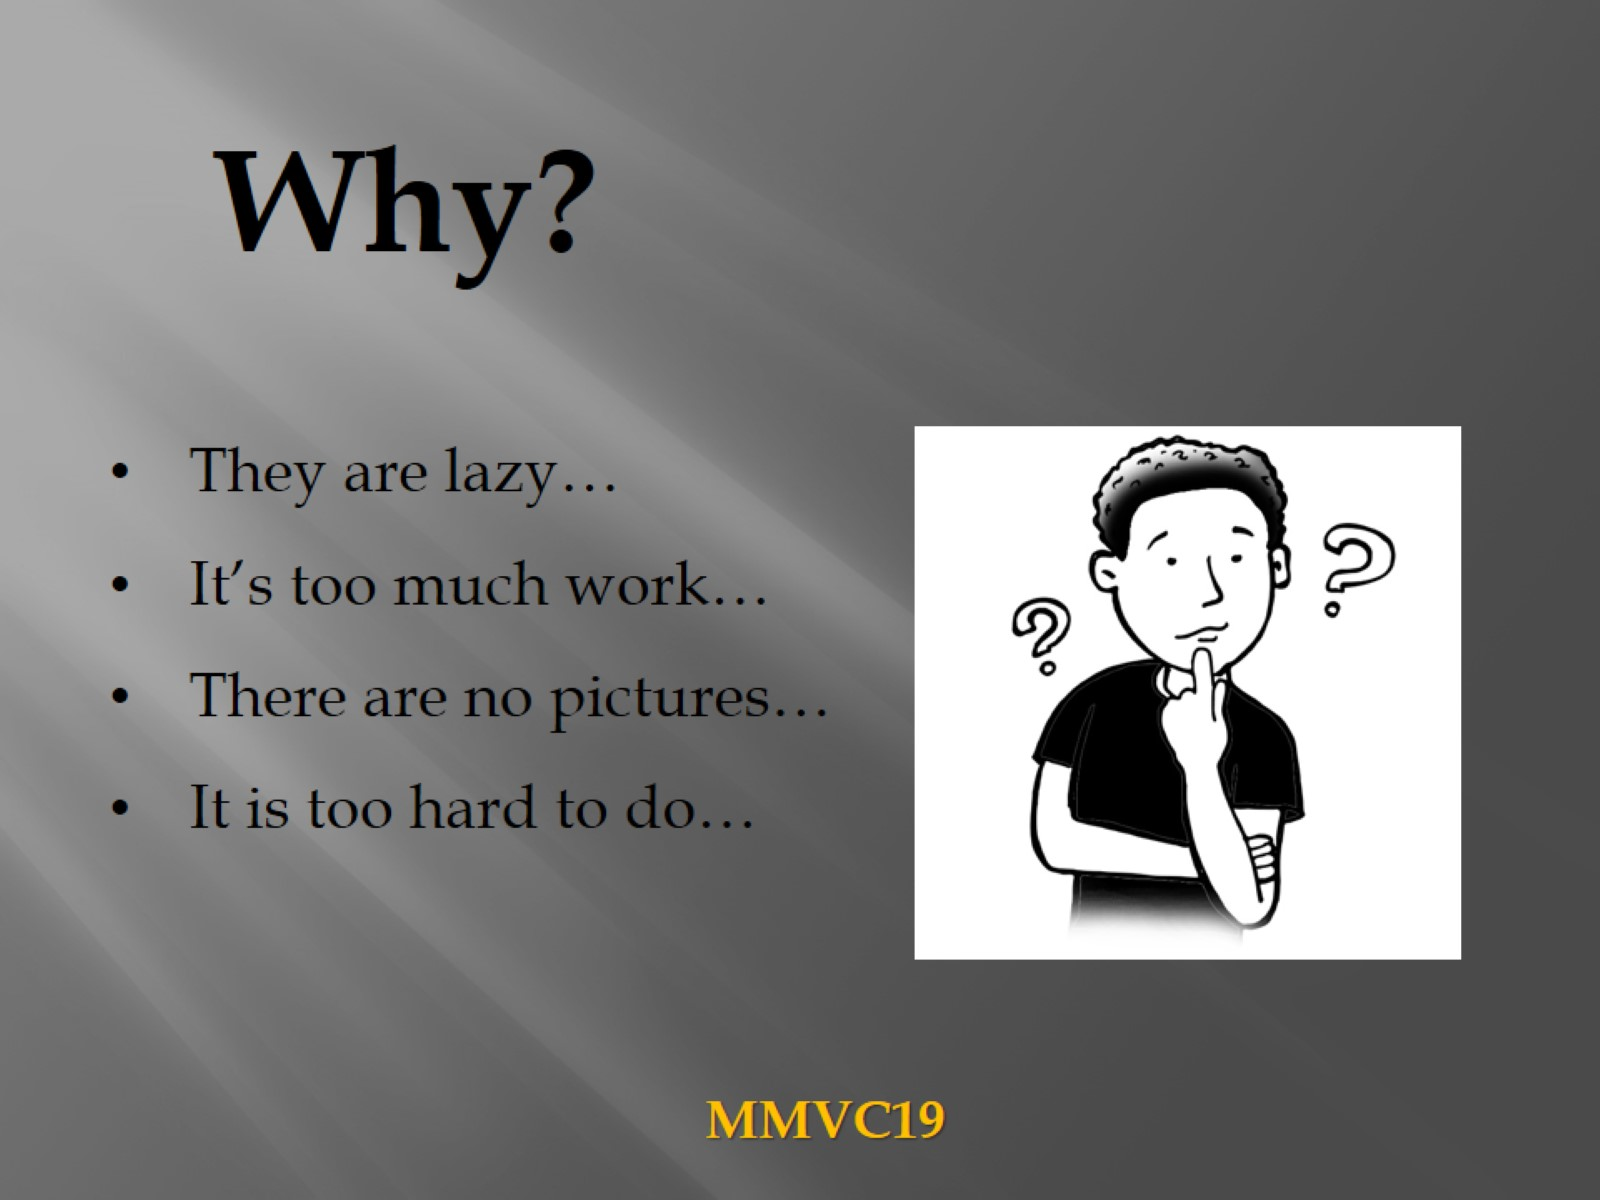 Why?
• They are lazy…
• It’s too much work…
• There are no pictures…
• It is too hard to do…
? ?
MMVC19